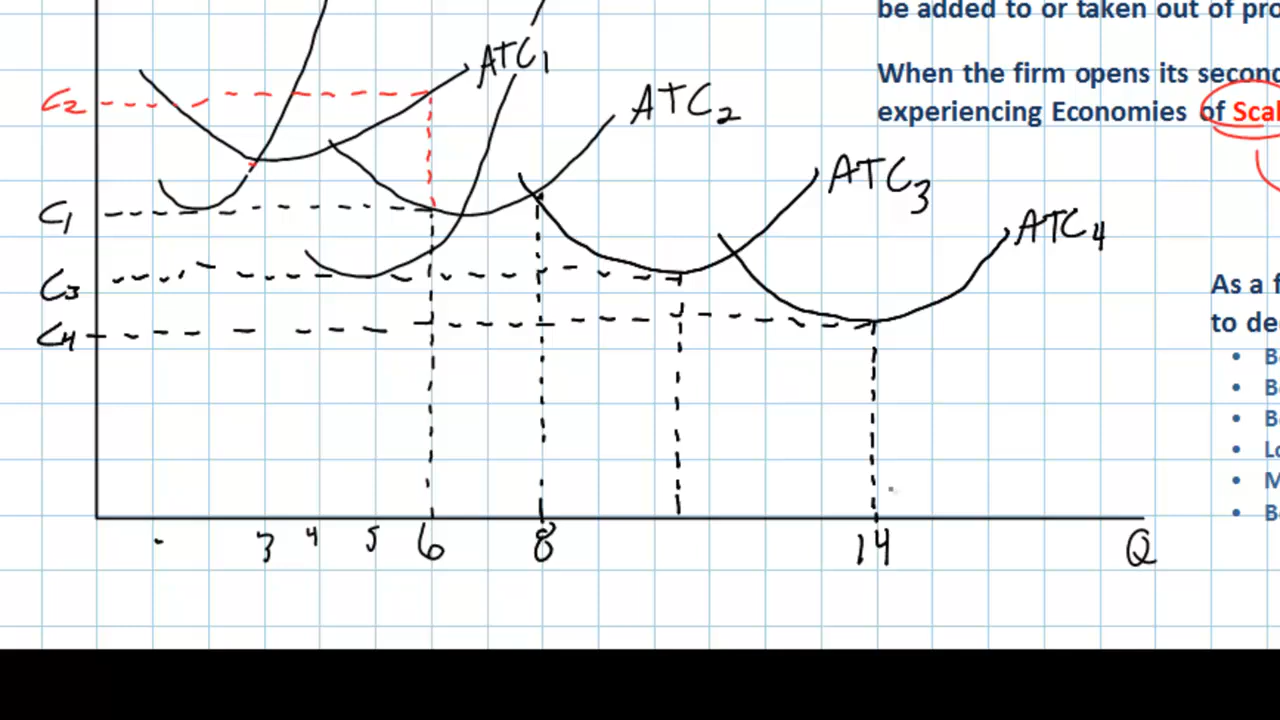 be added to or taken out of pro
When the firm opens its second
experiencing Economies of Scal
ATC1
ATC2
C2
ATC3
C1
ATC4
C3
As a f
to de
C4
B
B
B
Lo
M
B
3 4 5 6 8 14 Q